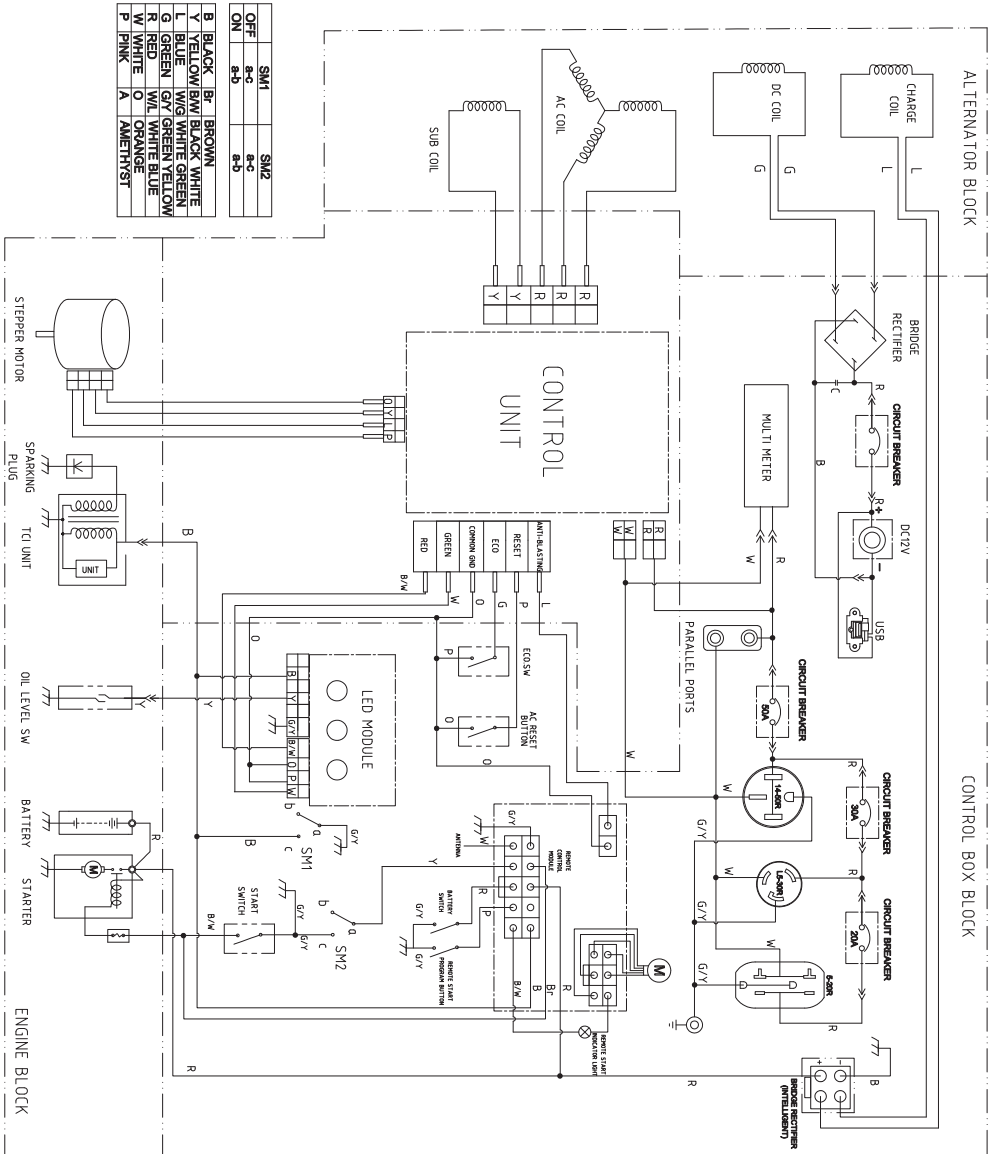 ALTERNATOR BLOCK
CHARGE
COIL
L
L
DC COIL
G
G
AC COIL
SUB COIL
CONTROL BOX BLOCK
BRIDGE
RECTIFIER
C
R
B
CIRCUIT BREAKER
R
+
DC12V
-
USB
MULTI METER
R
W
PARALLEL PORTS
CIRCUIT BREAKER
50A
R
CIRCUIT BREAKER
30A
R
CIRCUIT BREAKER
20A
14-50R
L5-30R
5-20R
W
W
W
W
G/Y
G/Y
G/Y
R
B
- +
BRIDGE RECTIFIER
(INTELLIGENT)
R
R
R
R
Y
Y
CONTROL
UNIT
R
R
W
W
O
Y
L
P
ANTI-BLASTING
RESET
ECO
COMMON GND
GREEN
RED
L
P
G
O
W
B/W
ECO.SW
P
AC RESET
BUTTON
O
O
O
LED MODULE
B
Y
G/Y
B/W
O
P
W
b
a
c
SM1
G/Y
B
Y
B
REMOTE
CONTROL
MODULE
G/Y
ANTENNA
W
Y
R
P
BATTERY
SWITCH
REMOTE START
PROGRAM BUTTON
G/Y
G/Y
B/W
B
Br
R
M
REMOTE START
INDICATOR LIGHT
b
a
c
SM2
G/Y
G/Y
START
SWITCH
B/W
R
SM1 SM2
OFF a-c a-c
ON a-b a-b
B BLACK Br BROWN
Y YELLOW B/W BLACK WHITE
L BLUE W/G WHITE GREEN
G GREEN G/Y GREEN YELLOW
R RED W/L WHITE BLUE
W WHITE O ORANGE
P PINK A AMETHYST
STEPPER MOTOR
SPARKING
PLUG
TCI UNIT
UNIT
OIL LEVEL SW
Y
BATTERY
R
STARTER
M
ENGINE BLOCK